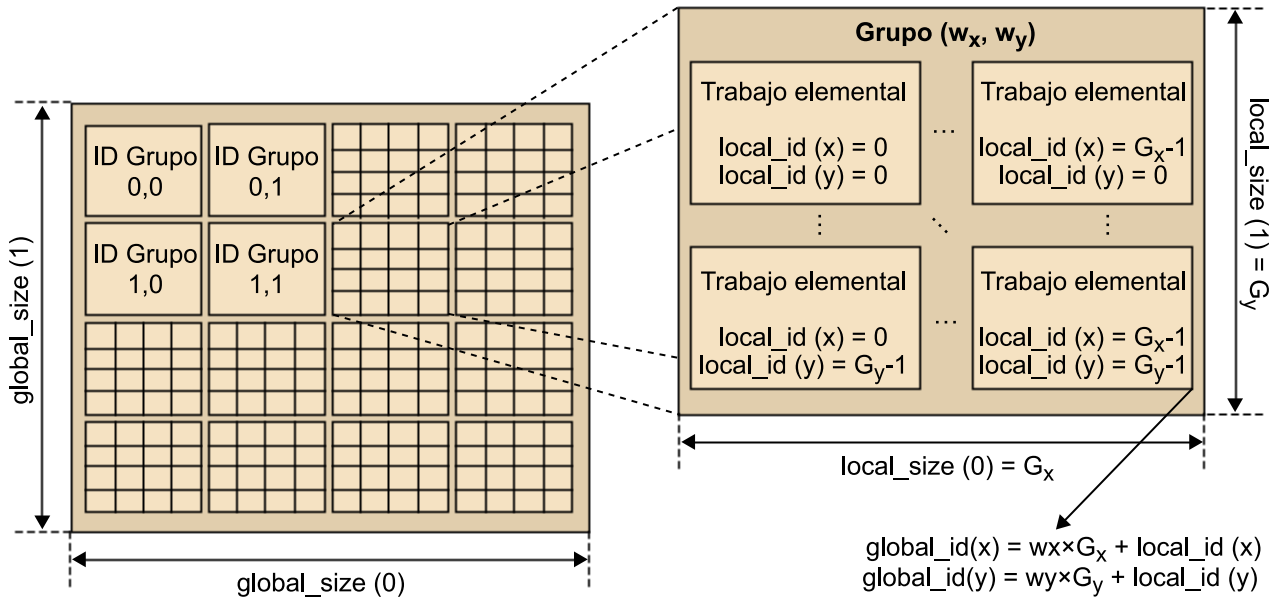 Grupo (wx, wy)
Trabajo elemental
local_id (x) = 0
local_id (y) = 0
...
Trabajo elemental
local_id (x) = Gx-1
local_id (y) = 0
Trabajo elemental
local_id (x) = 0
local_id (y) = Gy-1
...
Trabajo elemental
local_id (x) = Gx-1
local_id (y) = Gy-1
local_size (1) = Gy
local_size (0) = Gx
global_id(x) = wx×Gx + local_id (x)
global_id(y) = wy×Gy + local_id (y)
ID Grupo
0,0
ID Grupo
0,1
ID Grupo
1,0
ID Grupo
1,1
global_size (1)
global_size (0)